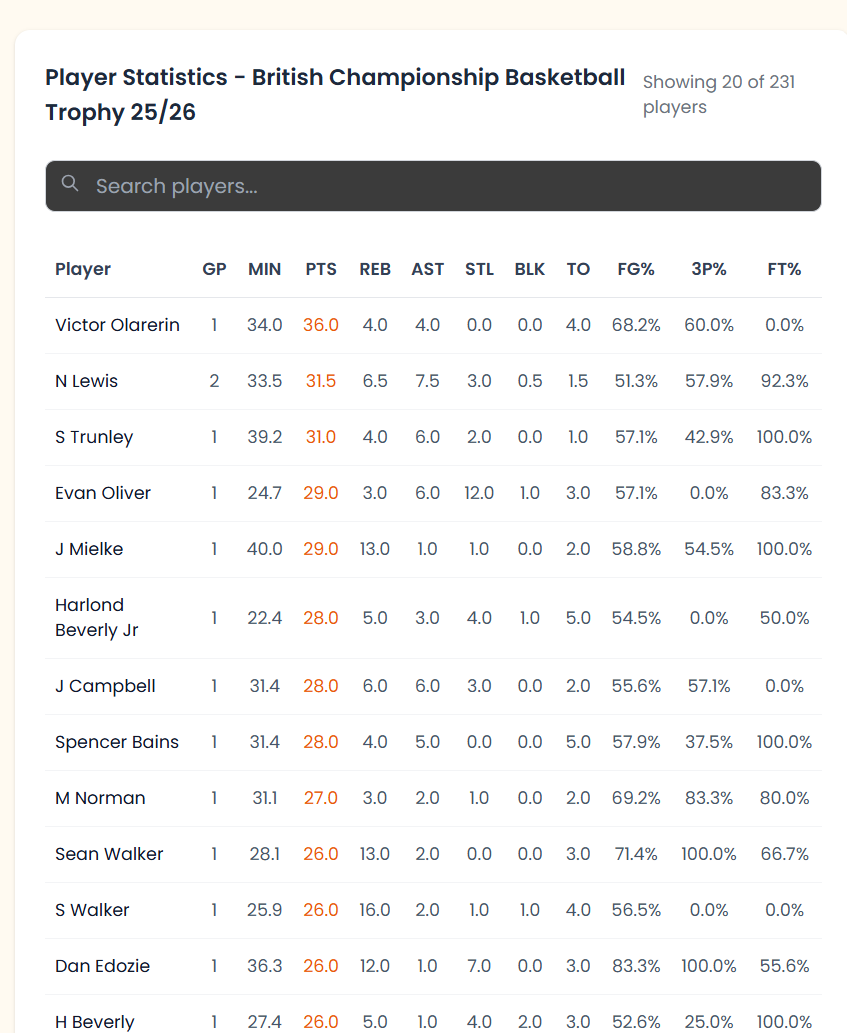 Player Statistics - British Championship Basketball
Trophy 25/26
Showing 20 of 231
players
Search players...
Player GP MIN PTS REB AST STL BLK TO FG% 3P% FT%
Victor Olarerin 1 34.0 36.0 4.0 4.0 0.0 0.0 4.0 68.2% 60.0% 0.0%
N Lewis 2 33.5 31.5 6.5 7.5 3.0 0.5 1.5 51.3% 57.9% 92.3%
S Trunley 1 39.2 31.0 4.0 6.0 2.0 0.0 1.0 57.1% 42.9% 100.0%
Evan Oliver 1 24.7 29.0 3.0 6.0 12.0 1.0 3.0 57.1% 0.0% 83.3%
J Mielke 1 40.0 29.0 13.0 1.0 1.0 0.0 2.0 58.8% 54.5% 100.0%
Harlond
Beverly Jr 1 22.4 28.0 5.0 3.0 4.0 1.0 5.0 54.5% 0.0% 50.0%
J Campbell 1 31.4 28.0 6.0 6.0 3.0 0.0 2.0 55.6% 57.1% 0.0%
Spencer Bains 1 31.4 28.0 4.0 5.0 0.0 0.0 5.0 57.9% 37.5% 100.0%
M Norman 1 31.1 27.0 3.0 2.0 1.0 0.0 2.0 69.2% 83.3% 80.0%
Sean Walker 1 28.1 26.0 13.0 2.0 0.0 0.0 3.0 71.4% 100.0% 66.7%
S Walker 1 25.9 26.0 16.0 2.0 1.0 1.0 4.0 56.5% 0.0% 0.0%
Dan Edozie 1 36.3 26.0 12.0 1.0 7.0 0.0 3.0 83.3% 100.0% 55.6%
H Beverly 1 27.4 26.0 5.0 1.0 4.0 2.0 3.0 52.6% 25.0% 100.0%